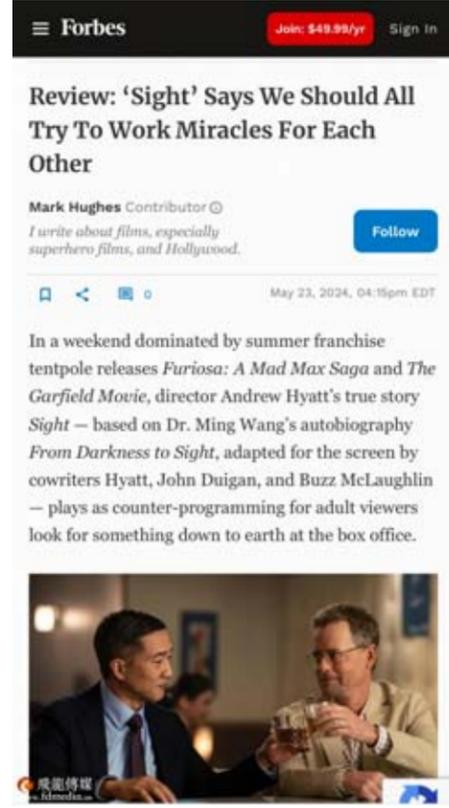 Forbes
Join: $49.99/yr
Sign In
Review: ‘Sight’ Says We Should All
Try To Work Miracles For Each
Other
Mark Hughes Contributor
I write about films, especially
superhero films, and Hollywood.
Follow
0
May 23, 2024, 04:15pm EDT
In a weekend dominated by summer franchise
tentpole releases Furiosa: A Mad Max Saga and The
Garfield Movie, director Andrew Hyatt’s true story
Sight — based on Dr. Ming Wang’s autobiography
From Darkness to Sight, adapted for the screen by
cowriters Hyatt, John Duigan, and Buzz McLaughlin
— plays as counter-programming for adult viewers
look for something down to earth at the box office.
飛龍傳媒
www.fdmedia.com